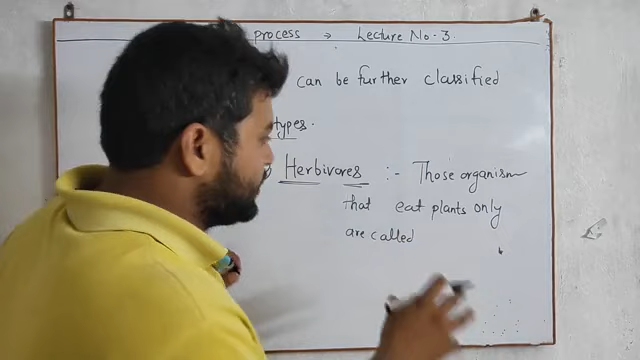 process → Lecture No. 3.
can be further classified
types.
Herbivores :- Those organism
that eat plants only
are called